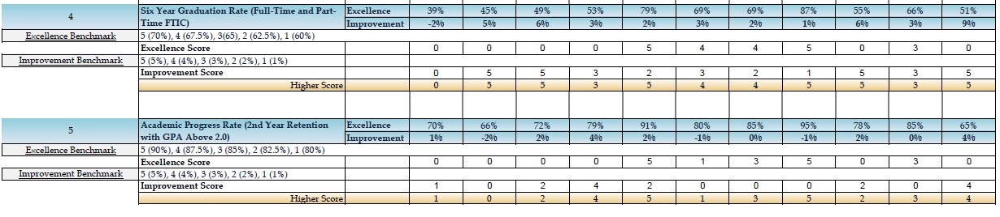 4 Six Year Graduation Rate (Full-Time and Part-Time FTIC) Excellence 39% 45% 49% 53% 79% 69% 69% 87% 55% 66% 51%
Improvement -2% 5% 6% 3% 2% 3% 2% 1% 6% 3% 9%
Excellence Benchmark 5 (70%), 4 (67.5%), 3(65), 2 (62.5%), 1 (60%)
Excellence Score 0 0 0 0 5 4 4 5 0 3 0
Improvement Benchmark 5 (5%), 4 (4%), 3 (3%), 2 (2%), 1 (1%)
Improvement Score 0 5 5 3 2 3 2 1 5 3 5
Higher Score 0 5 5 3 5 4 4 5 5 3 5
5 Academic Progress Rate (2nd Year Retention with GPA Above 2.0) Excellence 70% 66% 72% 79% 91% 80% 85% 95% 78% 85% 65%
Improvement 1% -2% 2% 4% 2% -1% 0% -1% 2% 0% 4%
Excellence Benchmark 5 (90%), 4 (87.5%), 3 (85%), 2 (82.5%), 1 (80%)
Excellence Score 0 0 0 0 5 1 3 5 0 3 0
Improvement Benchmark 5 (5%), 4 (4%), 3 (3%), 2 (2%), 1 (1%)
Improvement Score 1 0 2 4 2 0 0 0 2 0 4
Higher Score 1 0 2 4 5 1 3 5 2 3 4